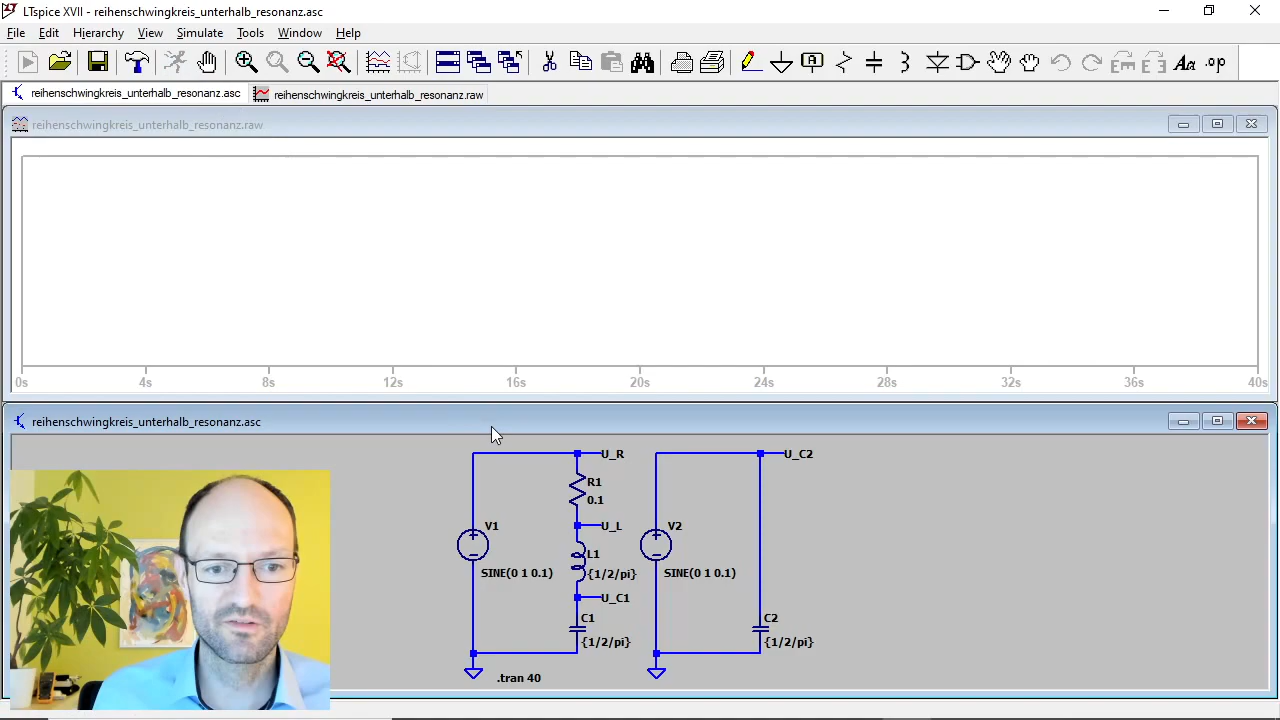 LTspice XVII - reihenschwingkreis_unterhalb_resonanz.asc
File Edit Hierarchy View Simulate Tools Window Help
Aa .op
reihenschwingkreis_unterhalb_resonanz.asc reihenschwingkreis_unterhalb_resonanz.raw
reihenschwingkreis_unterhalb_resonanz.raw
0s 4s 8s 12s 16s 20s 24s 28s 32s 36s 40s
reihenschwingkreis_unterhalb_resonanz.asc
U_R U_C2
R1
0.1
V1 U_L V2
L1
SINE(0 1 0.1) {1/2/pi} SINE(0 1 0.1)
U_C1
C1 C2
{1/2/pi} {1/2/pi}
.tran 40